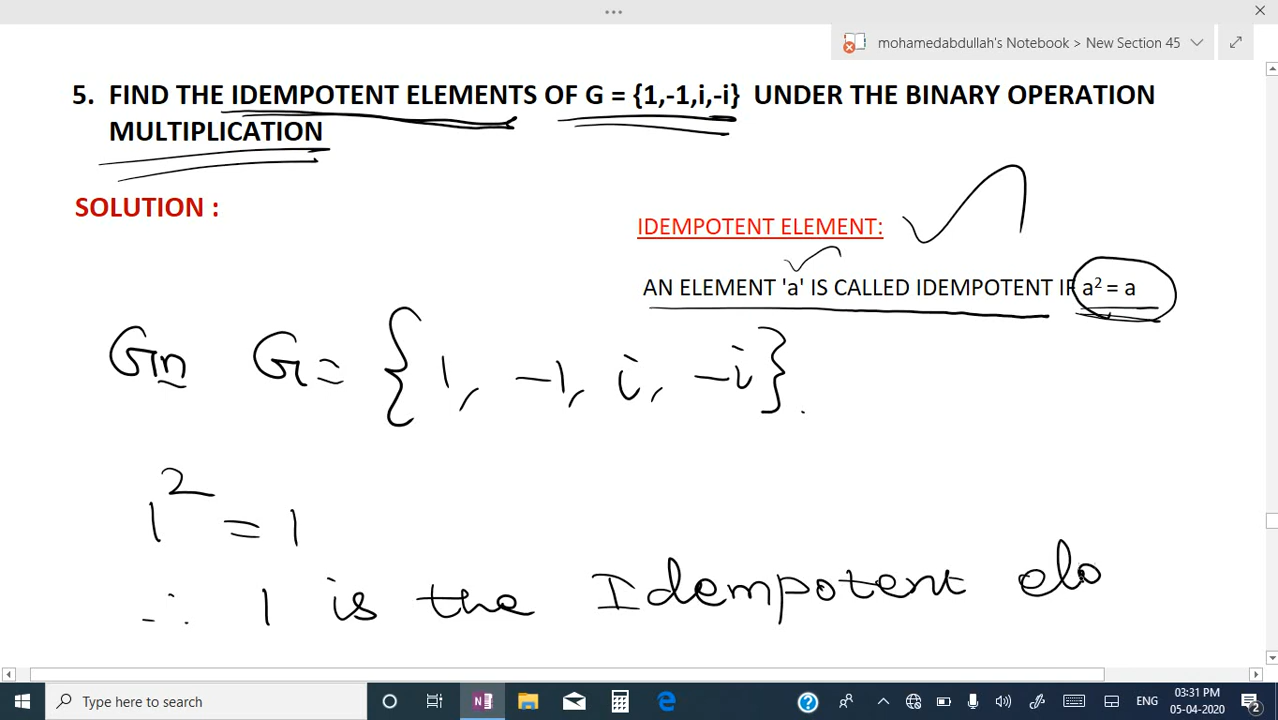 mohamedabdullah's Notebook > New Section 45
5. FIND THE IDEMPOTENT ELEMENTS OF G = {1,-1,i,-i} UNDER THE BINARY OPERATION
MULTIPLICATION
SOLUTION :
IDEMPOTENT ELEMENT:
AN ELEMENT 'a' IS CALLED IDEMPOTENT IF a² = a
Gn G = {1, -1, i, -i}.
1² = 1
∴ 1 is the Idempotent ele
Type here to search
ENG
03:31 PM
05-04-2020
2